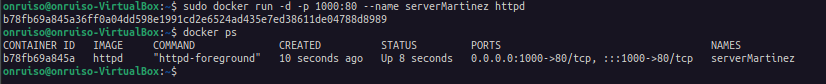 onruiso@onruiso-VirtualBox:~$ sudo docker run -d -p 1000:80 --name serverMartinez httpd
b78fb69a845a36ff0a04dd598e1991cd2e6524ad435e7ed38611de04788d8989
onruiso@onruiso-VirtualBox:~$ docker ps
CONTAINER ID   IMAGE     COMMAND              CREATED          STATUS         PORTS                                   NAMES
b78fb69a845a   httpd     "httpd-foreground"   10 seconds ago   Up 8 seconds   0.0.0.0:1000->80/tcp, :::1000->80/tcp   serverMartinez
onruiso@onruiso-VirtualBox:~$